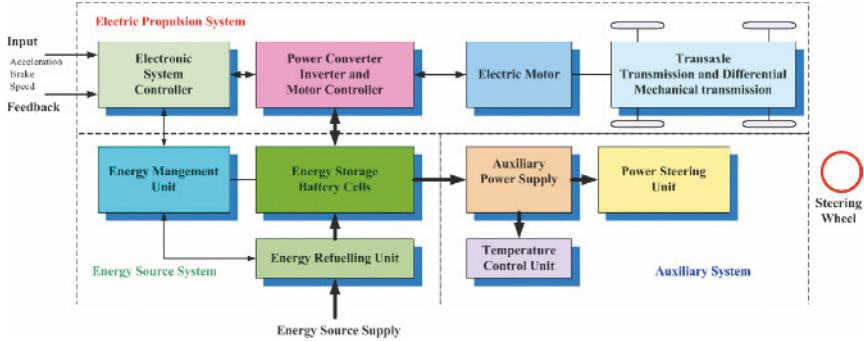 Electric Propulsion System
Input
Acceleration
Brake
Speed
Feedback
Electronic
System
Controller
Power Converter
Inverter and
Motor Controller
Electric Motor
Transaxle
Transmission and Differential
Mechanical transmission
Energy Mangement
Unit
Energy Storage
Battery Cells
Auxiliary
Power Supply
Power Steering
Unit
Steering
Wheel
Energy Refuelling Unit
Temperature
Control Unit
Energy Source System
Auxiliary System
Energy Source Supply